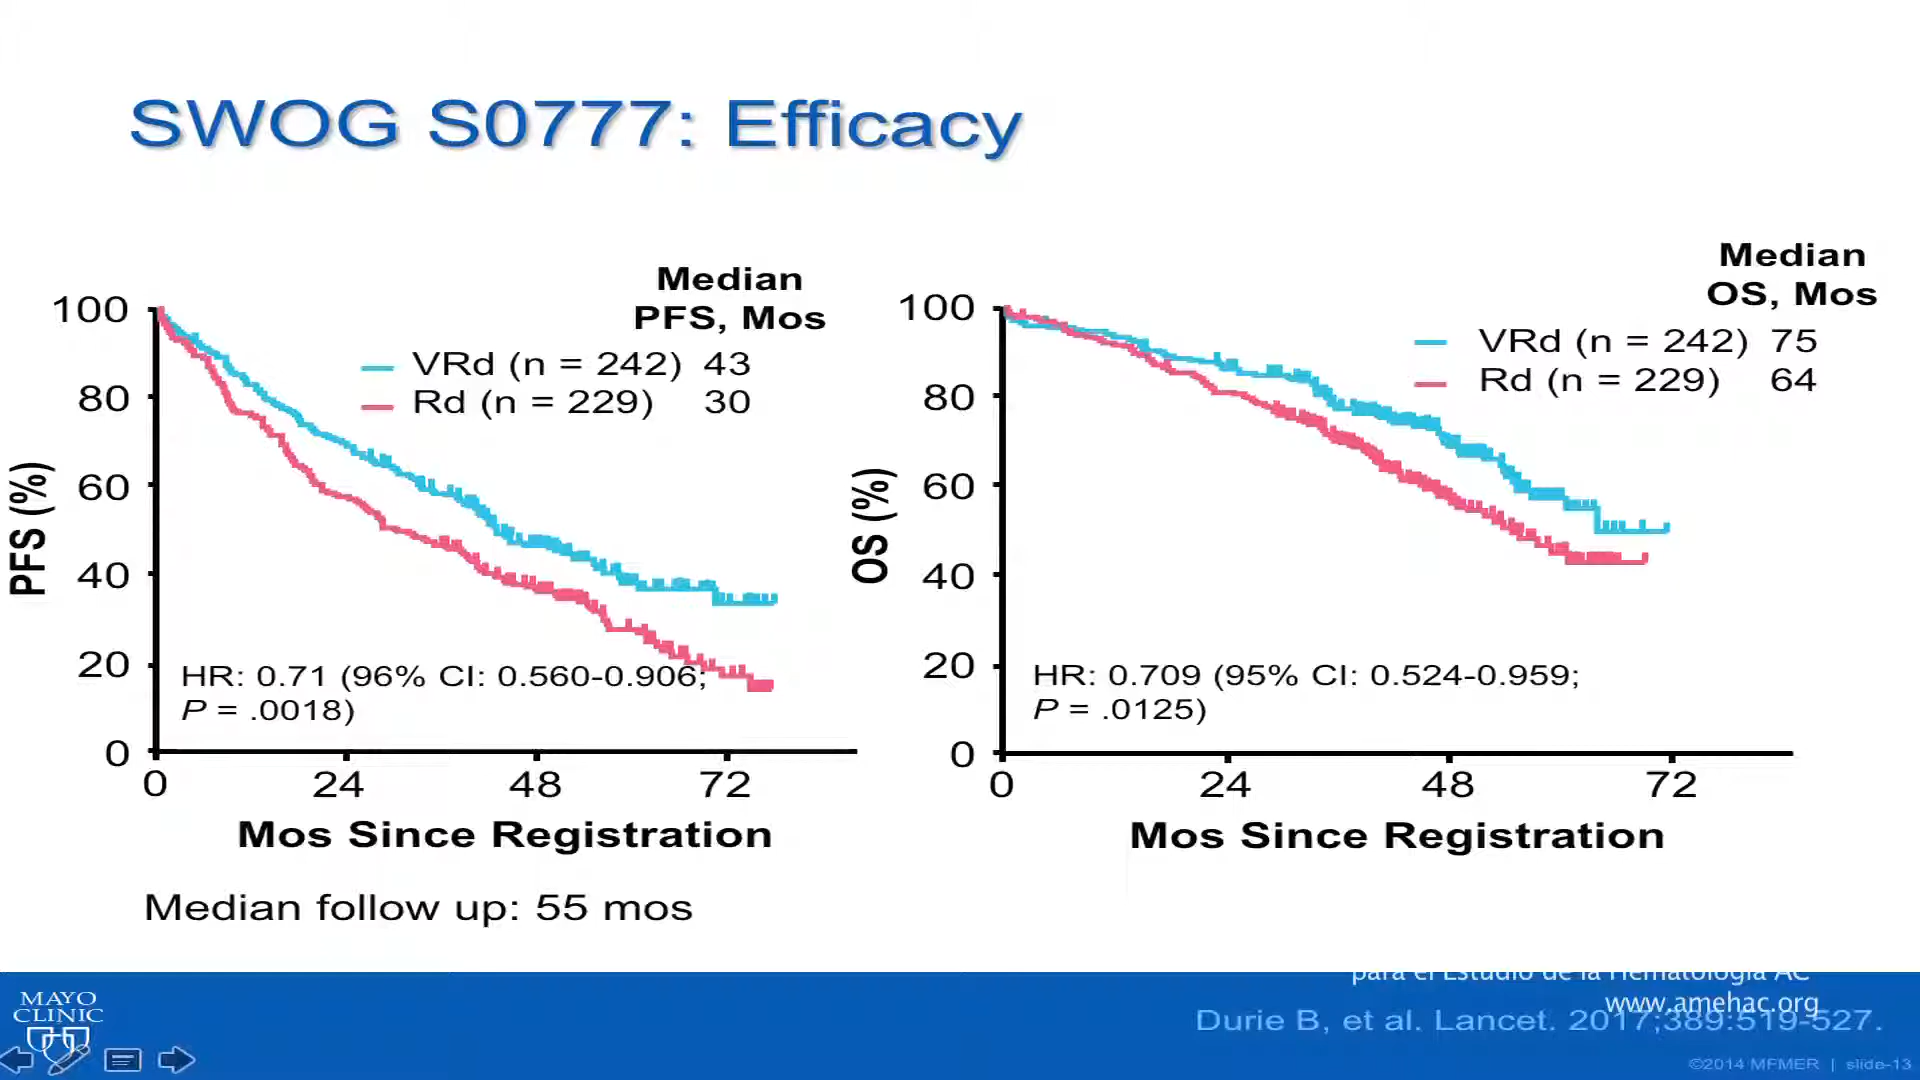 SWOG S0777: Efficacy
Median
PFS, Mos
VRd (n = 242) 43
Rd (n = 229) 30
100
80
60
40
20
0
PFS (%)
HR: 0.71 (96% CI: 0.560-0.906;
P = .0018)
0 24 48 72
Mos Since Registration
Median
OS, Mos
VRd (n = 242) 75
Rd (n = 229) 64
100
80
60
40
20
0
OS (%)
HR: 0.709 (95% CI: 0.524-0.959;
P = .0125)
0 24 48 72
Mos Since Registration
Median follow up: 55 mos
MAYO
CLINIC
para el Estudio de la Hematología AC
www.amehac.org
Durie B, et al. Lancet. 2017;389:519-527.
©2014 MFMER | slide-13